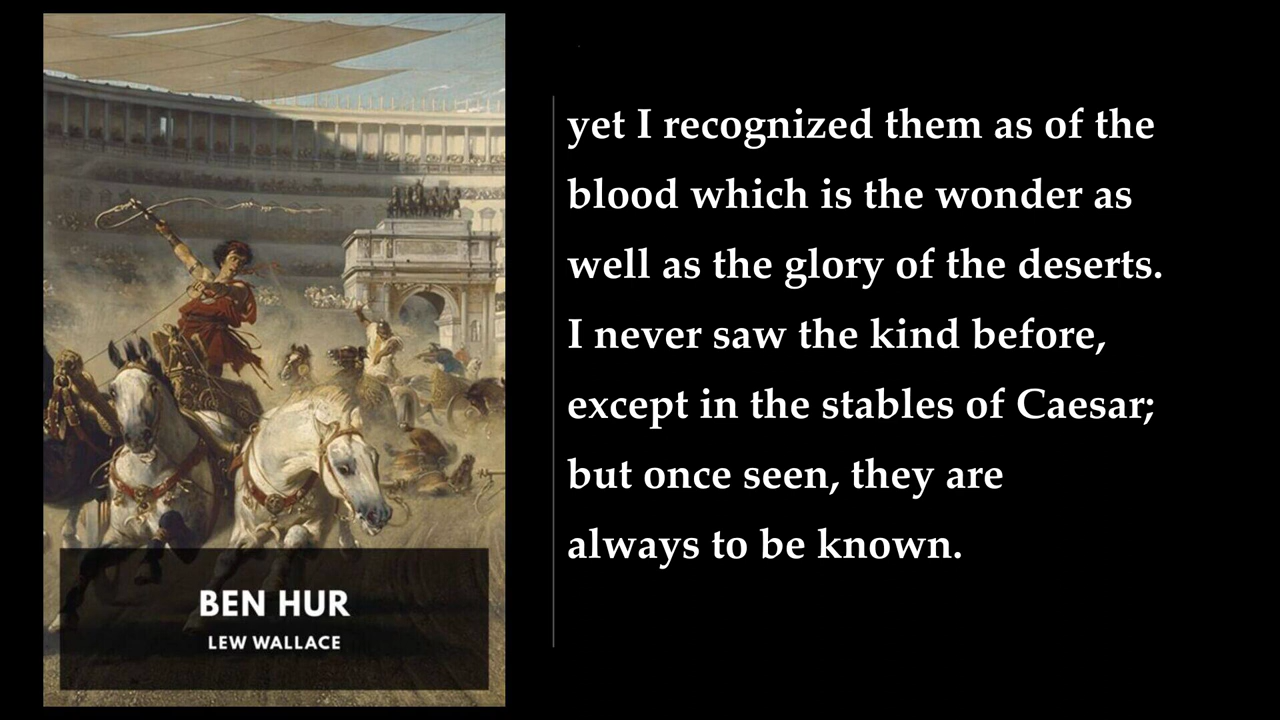 BEN HUR
LEW WALLACE
yet I recognized them as of the
blood which is the wonder as
well as the glory of the deserts.
I never saw the kind before,
except in the stables of Caesar;
but once seen, they are
always to be known.